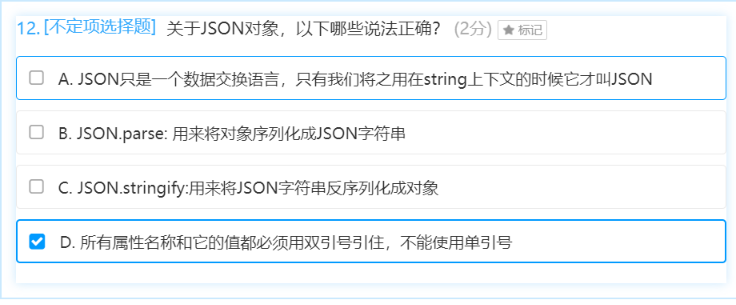 12. [不定项选择题] 关于JSON对象，以下哪些说法正确？ (2分) ★ 标记
A. JSON只是一个数据交换语言，只有我们将之用在string上下文的时候它才叫JSON
B. JSON.parse: 用来将对象序列化成JSON字符串
C. JSON.stringify:用来将JSON字符串反序列化成对象
D. 所有属性名称和它的值都必须用双引号引住，不能使用单引号